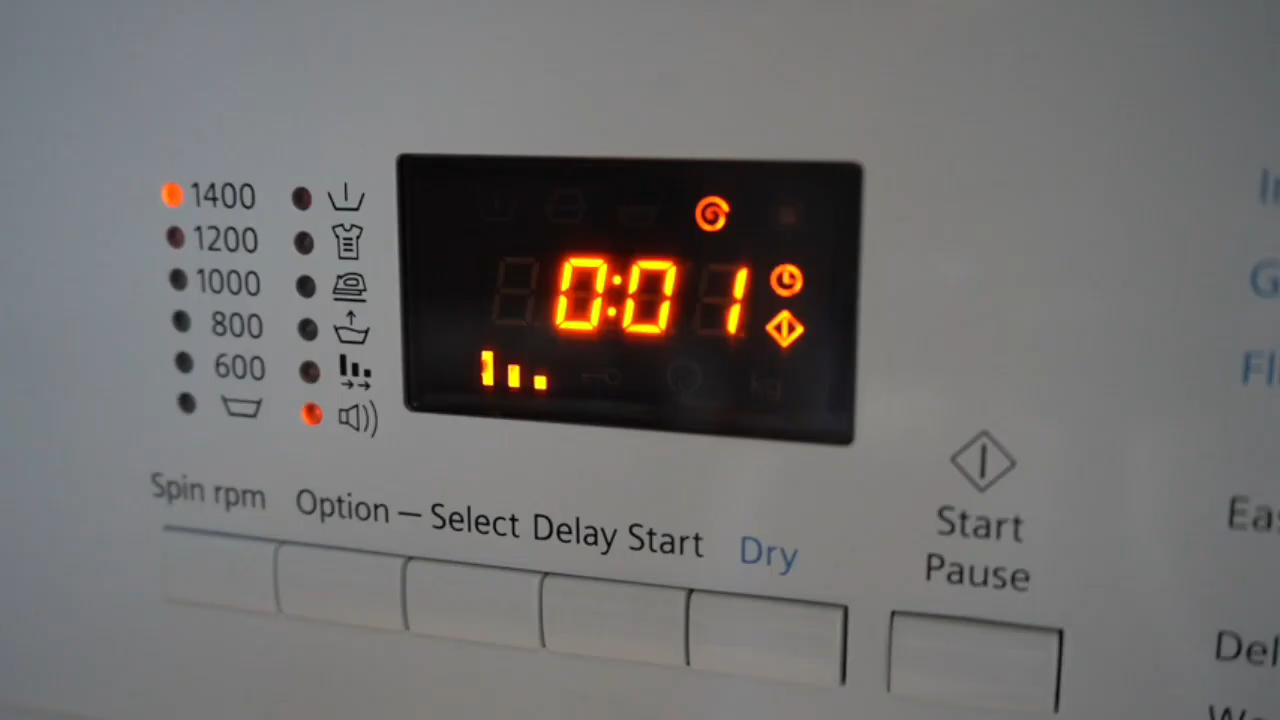 1400
1200
1000
800
600
0:01
Spin rpm
Option – Select
Delay Start
Dry
Start
Pause